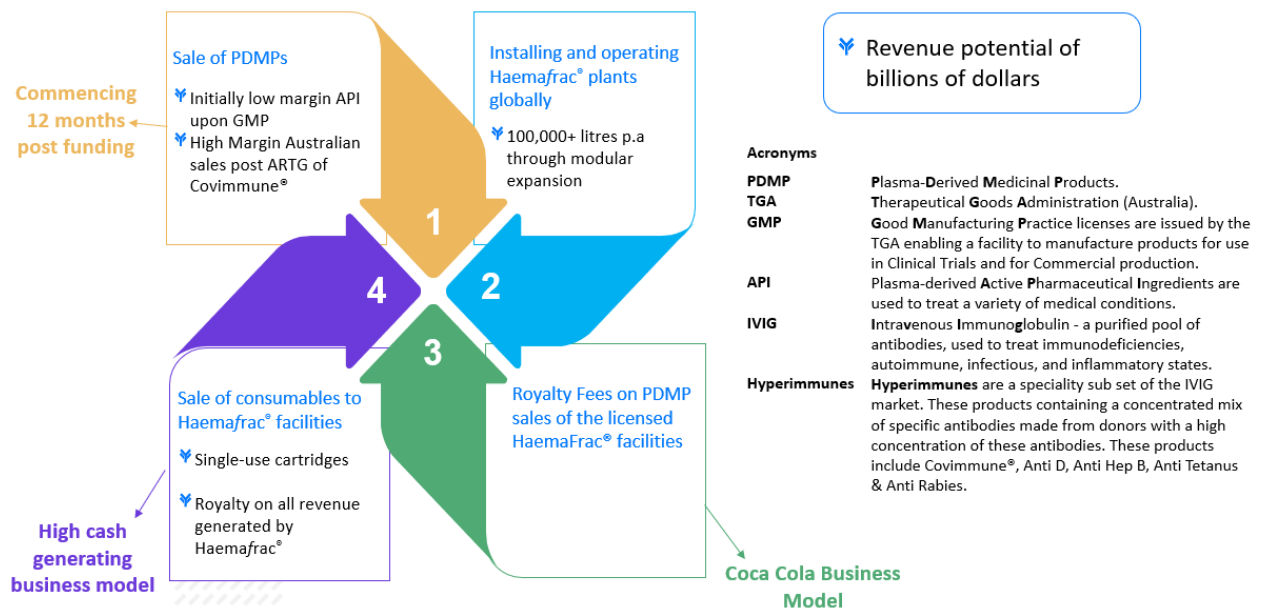 Sale of PDMPs
Initially low margin API
upon GMP
High Margin Australian
sales post ARTG of
Covimmune®
Commencing
12 months
post funding
1
Installing and operating
Haemafrac® plants
globally
100,000+ litres p.a
through modular
expansion
2
Royalty Fees on PDMP
sales of the licensed
HaemaFrac® facilities
3
Coca Cola Business
Model
4
Sale of consumables to
Haemafrac® facilities
Single-use cartridges
Royalty on all revenue
generated by
Haemafrac®
High cash
generating
business model
Revenue potential of
billions of dollars
Acronyms
PDMP Plasma-Derived Medicinal Products.
TGA Therapeutical Goods Administration (Australia).
GMP Good Manufacturing Practice licenses are issued by the
TGA enabling a facility to manufacture products for use
in Clinical Trials and for Commercial production.
API Plasma-derived Active Pharmaceutical Ingredients are
used to treat a variety of medical conditions.
IVIG Intravenous Immunoglobulin - a purified pool of
antibodies, used to treat immunodeficiencies,
autoimmune, infectious, and inflammatory states.
Hyperimmunes Hyperimmunes are a speciality sub set of the IVIG
market. These products containing a concentrated mix
of specific antibodies made from donors with a high
concentration of these antibodies. These products
include Covimmune®, Anti D, Anti Hep B, Anti Tetanus
& Anti Rabies.